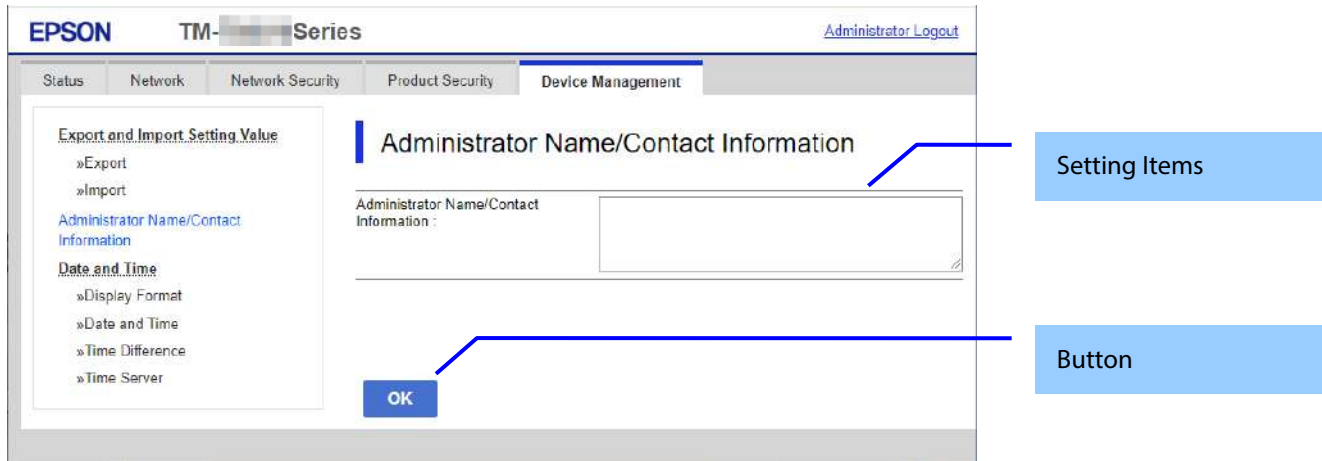 EPSON TM- Series Administrator Logout
Status Network Network Security Product Security Device Management
Export and Import Setting Value
»Export
»Import
Administrator Name/Contact
Information
Date and Time
»Display Format
»Date and Time
»Time Difference
»Time Server
Administrator Name/Contact Information
Administrator Name/Contact
Information :
OK
Setting Items
Button